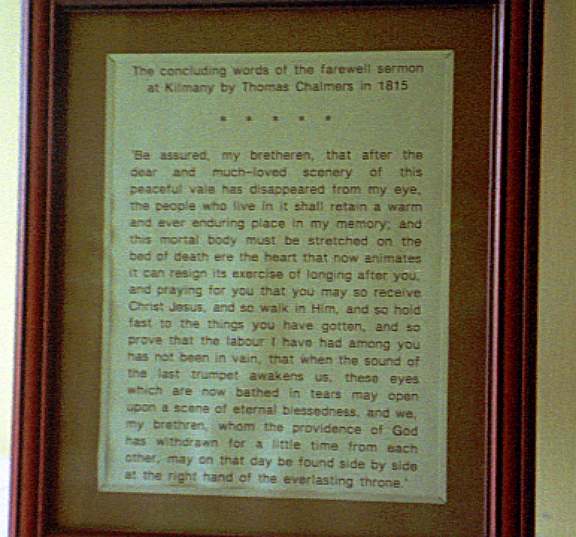 The concluding words of the farewell sermon
at Kilmany by Thomas Chalmers in 1815
* * * * *
'Be assured, my bretheren, that after the
dear and much-loved scenery of this
peaceful vale has disappeared from my eye,
the people who live in it shall retain a warm
and ever enduring place in my memory; and
this mortal body must be stretched on the
bed of death ere the heart that now animates
it can resign its exercise of longing after you,
and praying for you that you may so receive
Christ Jesus, and so walk in Him, and so hold
fast to the things you have gotten, and so
prove that the labour I have had among you
has not been in vain, that when the sound of
the last trumpet awakens us, these eyes
which are now bathed in tears may open
upon a scene of eternal blessedness, and we,
my brethren, whom the providence of God
has withdrawn for a little time from each
other, may on that day be found side by side
at the right hand of the everlasting throne.'